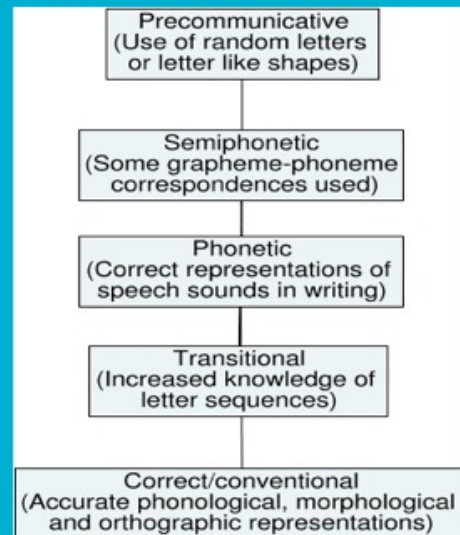 Precommunicative
(Use of random letters
or letter like shapes)
Semiphonetic
(Some grapheme-phoneme
correspondences used)
Phonetic
(Correct representations of
speech sounds in writing)
Transitional
(Increased knowledge of
letter sequences)
Correct/conventional
(Accurate phonological, morphological
and orthographic representations)